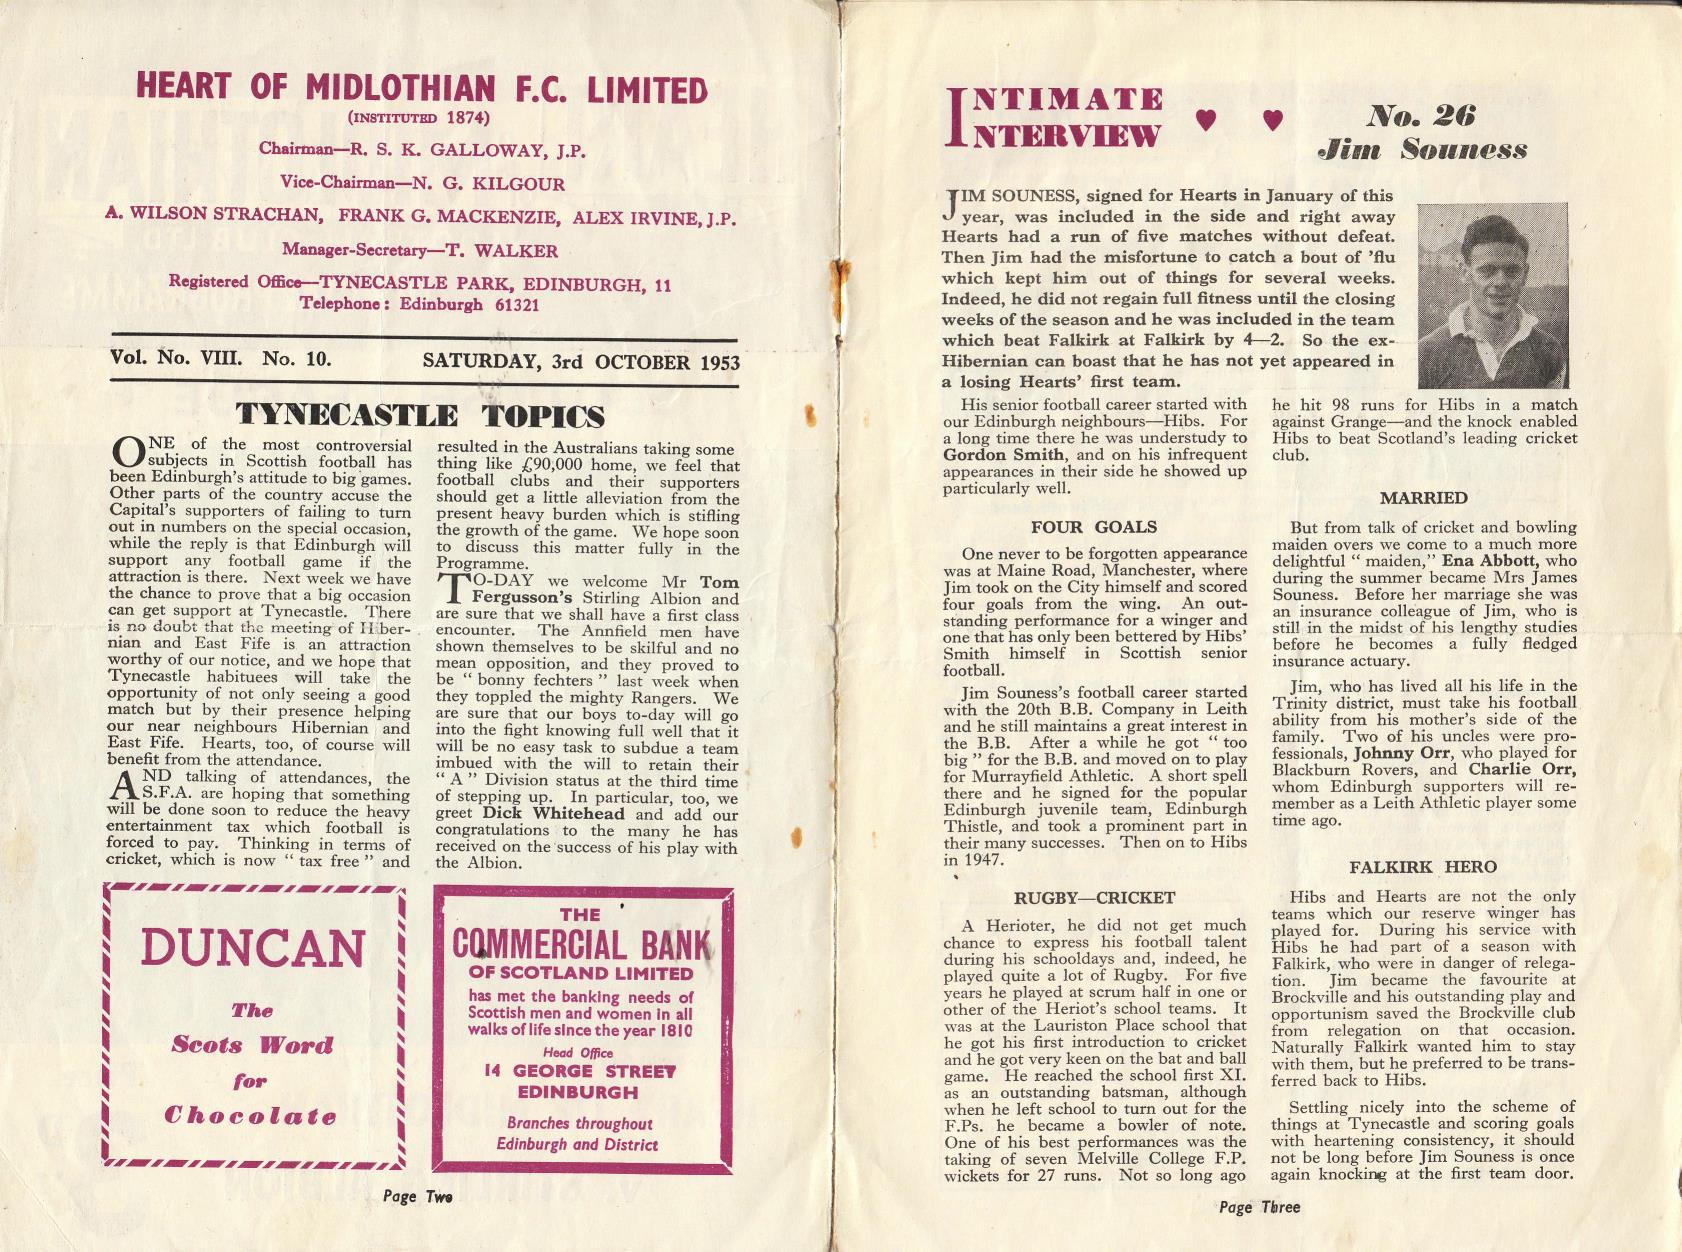 HEART OF MIDLOTHIAN F.C. LIMITED
(INSTITUTED 1874)
Chairman—R. S. K. GALLOWAY, J.P.
Vice-Chairman—N. G. KILGOUR
A. WILSON STRACHAN, FRANK G. MACKENZIE, ALEX IRVINE, J.P.
Manager-Secretary—T. WALKER
Registered Office—TYNECASTLE PARK, EDINBURGH, 11
Telephone: Edinburgh 61321
Vol. No. VIII. No. 10. SATURDAY, 3rd OCTOBER 1953
TYNECASTLE TOPICS
ONE of the most controversial
subjects in Scottish football has
been Edinburgh's attitude to big games.
Other parts of the country accuse the
Capital's supporters of failing to turn
out in numbers on the special occasion,
while the reply is that Edinburgh will
support any football game if the
attraction is there. Next week we have
the chance to prove that a big occasion
can get support at Tynecastle. There
is no doubt that the meeting of Hiber-
nian and East Fife is an attraction
worthy of our notice, and we hope that
Tynecastle habituees will take the
opportunity of not only seeing a good
match but by their presence helping
our near neighbours Hibernian and
East Fife. Hearts, too, of course will
benefit from the attendance.
AND talking of attendances, the
S.F.A. are hoping that something
will be done soon to reduce the heavy
entertainment tax which football is
forced to pay. Thinking in terms of
cricket, which is now " tax free " and
resulted in the Australians taking some
thing like £90,000 home, we feel that
football clubs and their supporters
should get a little alleviation from the
present heavy burden which is stifling
the growth of the game. We hope soon
to discuss this matter fully in the
Programme.
TO-DAY we welcome Mr Tom
Fergusson's Stirling Albion and
are sure that we shall have a first class
encounter. The Annfield men have
shown themselves to be skilful and no
mean opposition, and they proved to
be " bonny fechters " last week when
they toppled the mighty Rangers. We
are sure that our boys to-day will go
into the fight knowing full well that it
will be no easy task to subdue a team
imbued with the will to retain their
" A " Division status at the third time
of stepping up. In particular, too, we
greet Dick Whitehead and add our
congratulations to the many he has
received on the success of his play with
the Albion.
DUNCAN
The
Scots Word
for
Chocolate
THE
COMMERCIAL BANK
OF SCOTLAND LIMITED
has met the banking needs of
Scottish men and women in all
walks of life since the year 1810
Head Office
14 GEORGE STREET
EDINBURGH
Branches throughout
Edinburgh and District
Page Two
INTIMATE
INTERVIEW
No. 26
Jim Souness
JIM SOUNESS, signed for Hearts in January of this
year, was included in the side and right away
Hearts had a run of five matches without defeat.
Then Jim had the misfortune to catch a bout of 'flu
which kept him out of things for several weeks.
Indeed, he did not regain full fitness until the closing
weeks of the season and he was included in the team
which beat Falkirk at Falkirk by 4—2. So the ex-
Hibernian can boast that he has not yet appeared in
a losing Hearts' first team.
His senior football career started with
our Edinburgh neighbours—Hibs. For
a long time there he was understudy to
Gordon Smith, and on his infrequent
appearances in their side he showed up
particularly well.
FOUR GOALS
One never to be forgotten appearance
was at Maine Road, Manchester, where
Jim took on the City himself and scored
four goals from the wing. An out-
standing performance for a winger and
one that has only been bettered by Hibs'
Smith himself in Scottish senior
football.
Jim Souness's football career started
with the 20th B.B. Company in Leith
and he still maintains a great interest in
the B.B. After a while he got " too
big " for the B.B. and moved on to play
for Murrayfield Athletic. A short spell
there and he signed for the popular
Edinburgh juvenile team, Edinburgh
Thistle, and took a prominent part in
their many successes. Then on to Hibs
in 1947.
RUGBY—CRICKET
A Herioter, he did not get much
chance to express his football talent
during his schooldays and, indeed, he
played quite a lot of Rugby. For five
years he played at scrum half in one or
other of the Heriot's school teams. It
was at the Lauriston Place school that
he got his first introduction to cricket
and he got very keen on the bat and ball
game. He reached the school first XI.
as an outstanding batsman, although
when he left school to turn out for the
F.Ps. he became a bowler of note.
One of his best performances was the
taking of seven Melville College F.P.
wickets for 27 runs. Not so long ago
he hit 98 runs for Hibs in a match
against Grange—and the knock enabled
Hibs to beat Scotland's leading cricket
club.
MARRIED
But from talk of cricket and bowling
maiden overs we come to a much more
delightful " maiden," Ena Abbott, who
during the summer became Mrs James
Souness. Before her marriage she was
an insurance colleague of Jim, who is
still in the midst of his lengthy studies
before he becomes a fully fledged
insurance actuary.
Jim, who has lived all his life in the
Trinity district, must take his football
ability from his mother's side of the
family. Two of his uncles were pro-
fessionals, Johnny Orr, who played for
Blackburn Rovers, and Charlie Orr,
whom Edinburgh supporters will re-
member as a Leith Athletic player some
time ago.
FALKIRK HERO
Hibs and Hearts are not the only
teams which our reserve winger has
played for. During his service with
Hibs he had part of a season with
Falkirk, who were in danger of relega-
tion. Jim became the favourite at
Brockville and his outstanding play and
opportunism saved the Brockville club
from relegation on that occasion.
Naturally Falkirk wanted him to stay
with them, but he preferred to be trans-
ferred back to Hibs.
Settling nicely into the scheme of
things at Tynecastle and scoring goals
with heartening consistency, it should
not be long before Jim Souness is once
again knocking at the first team door.
Page Three